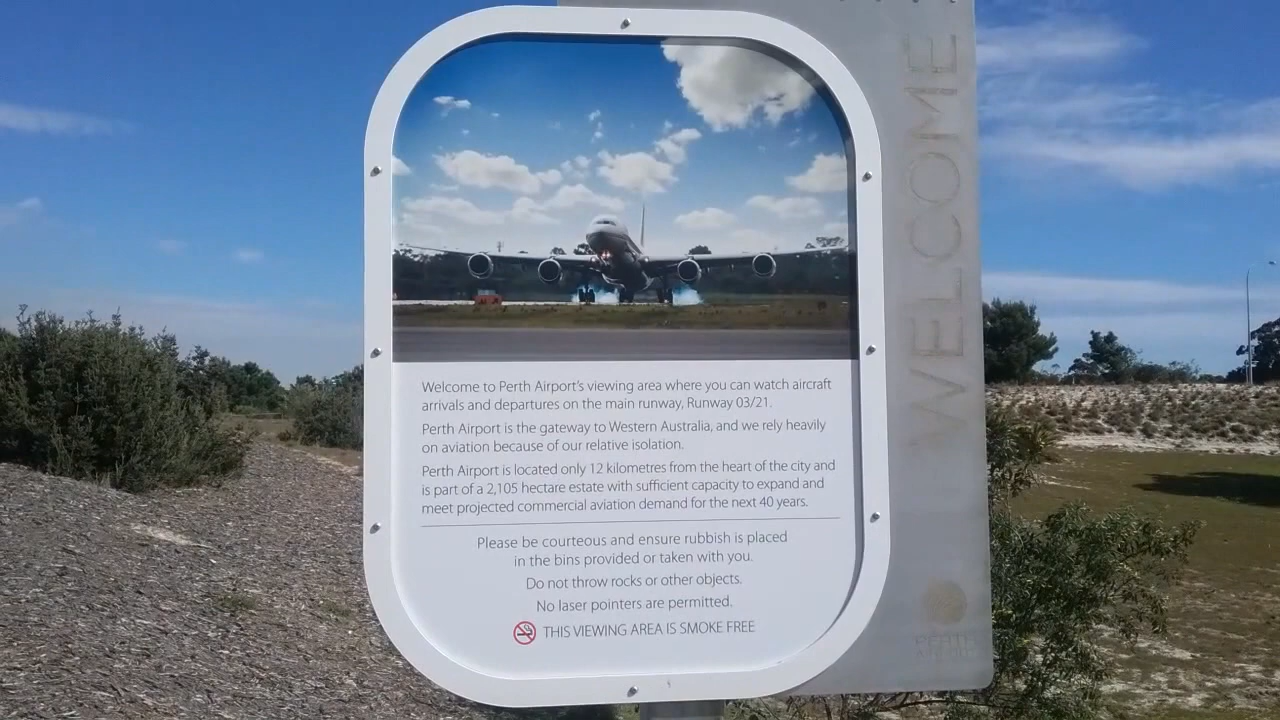 WELCOME
Welcome to Perth Airport's viewing area where you can watch aircraft
arrivals and departures on the main runway, Runway 03/21.
Perth Airport is the gateway to Western Australia, and we rely heavily
on aviation because of our relative isolation.
Perth Airport is located only 12 kilometres from the heart of the city and
is part of a 2,105 hectare estate with sufficient capacity to expand and
meet projected commercial aviation demand for the next 40 years.
Please be courteous and ensure rubbish is placed
in the bins provided or taken with you.
Do not throw rocks or other objects.
No laser pointers are permitted.
THIS VIEWING AREA IS SMOKE FREE
PERTH
AIRPORT